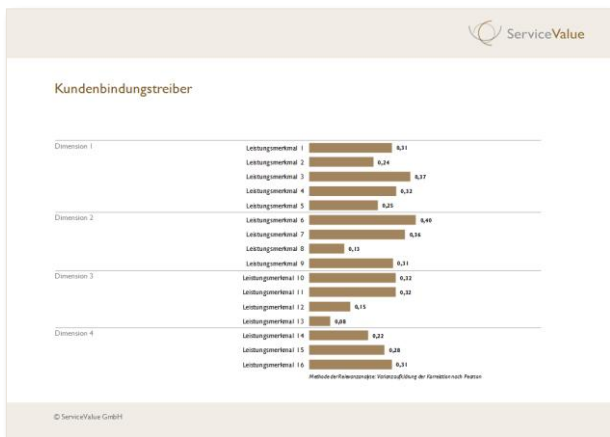 ServiceValue
Kundenbindungstreiber
Dimension 1
Leistungsmerkmal 1 0,31
Leistungsmerkmal 2 0,24
Leistungsmerkmal 3 0,37
Leistungsmerkmal 4 0,32
Leistungsmerkmal 5 0,25
Dimension 2
Leistungsmerkmal 6 0,40
Leistungsmerkmal 7 0,36
Leistungsmerkmal 8 0,13
Leistungsmerkmal 9 0,31
Dimension 3
Leistungsmerkmal 10 0,32
Leistungsmerkmal 11 0,32
Leistungsmerkmal 12 0,15
Leistungsmerkmal 13 0,08
Dimension 4
Leistungsmerkmal 14 0,22
Leistungsmerkmal 15 0,28
Leistungsmerkmal 16 0,31
Methode der Relevanzanalyse: Varianzaufklärung der Korrelation nach Pearson
© ServiceValue GmbH